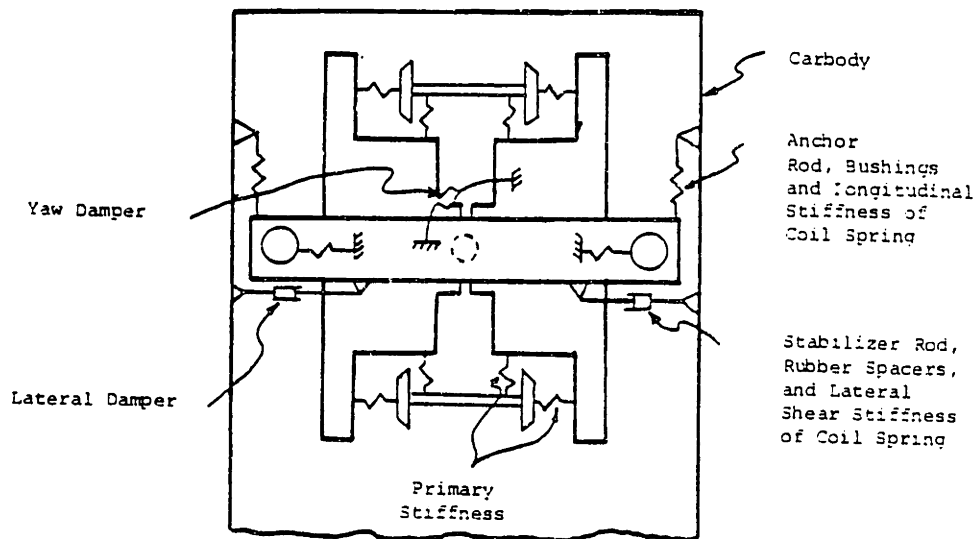 Carbody
Anchor
Rod, Bushings
and Longitudinal
Stiffness of
Coil Spring
Yaw Damper
Stabilizer Rod,
Rubber Spacers,
and Lateral
Shear Stiffness
of Coil Spring
Lateral Damper
Primary
Stiffness